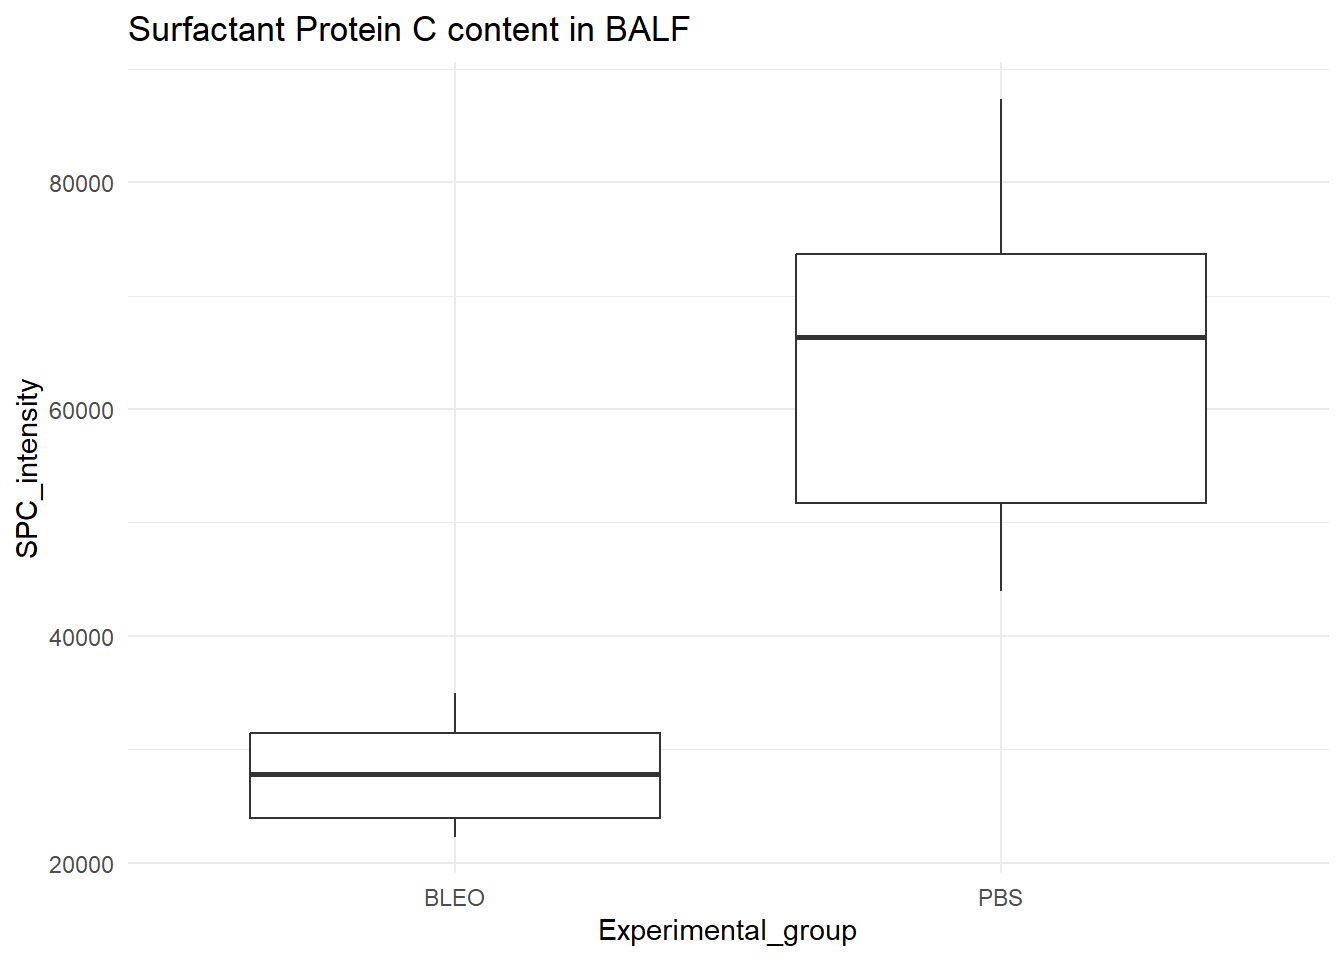 Surfactant Protein C content in BALF
SPC_intensity
80000
60000
40000
20000
BLEO
PBS
Experimental_group